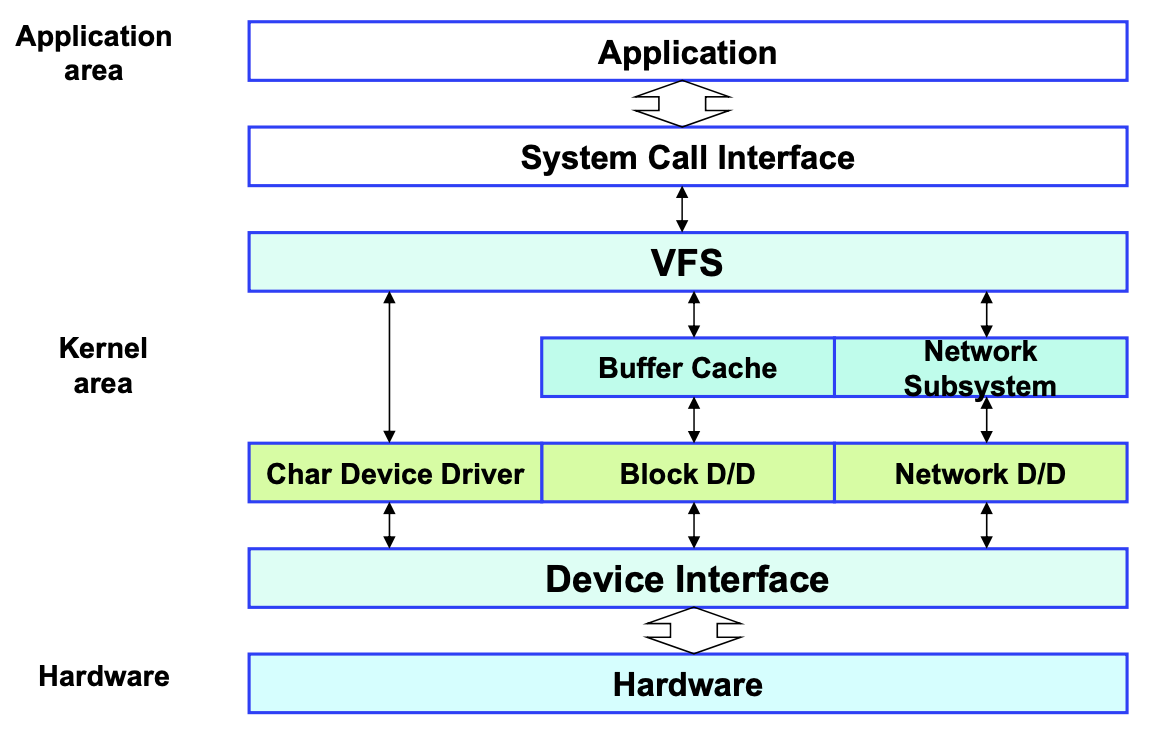 Application
area
Application
System Call Interface
VFS
Kernel
area
Buffer Cache
Network
Subsystem
Char Device Driver
Block D/D
Network D/D
Device Interface
Hardware
Hardware